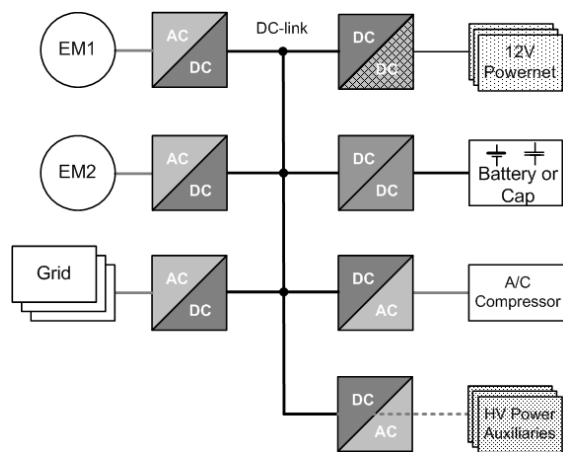 EM1
AC
DC
DC-link
DC
DC
12V
Powernet
EM2
AC
DC
DC
DC
Battery or
Cap
Grid
AC
DC
DC
AC
A/C
Compressor
DC
AC
HV Power
Auxiliaries